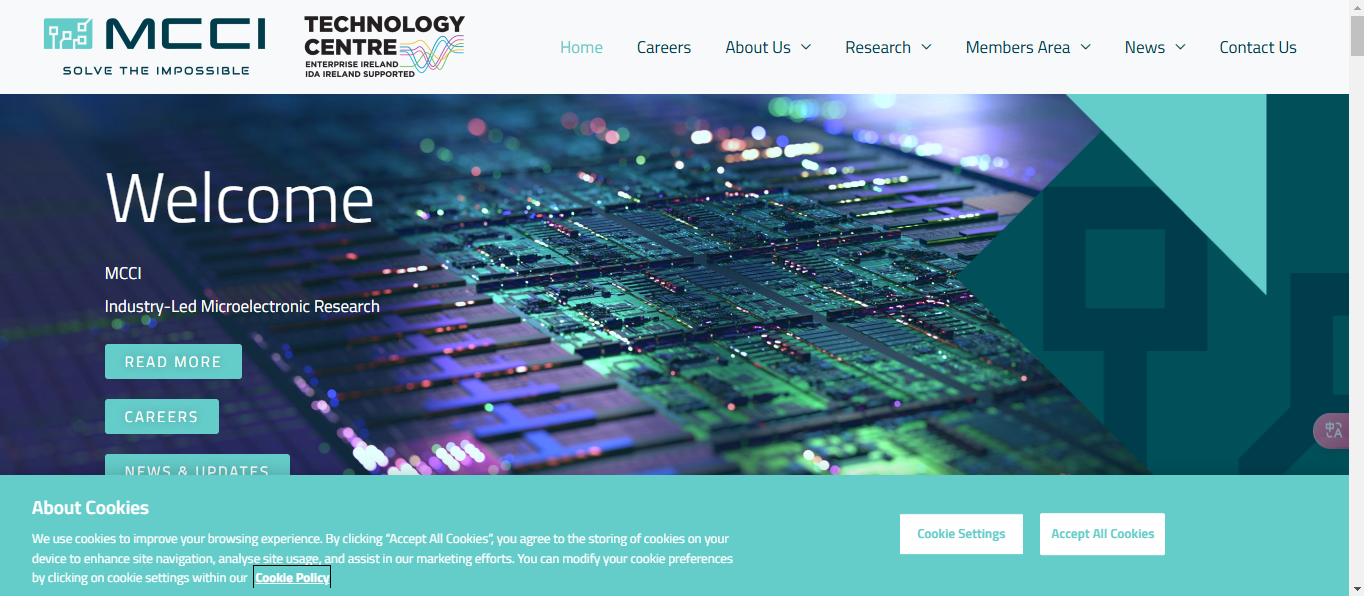 MCCI
SOLVE THE IMPOSSIBLE
TECHNOLOGY
CENTRE
ENTERPRISE IRELAND
IDA IRELAND SUPPORTED
Home Careers About Us Research Members Area News Contact Us
Welcome
MCCI
Industry-Led Microelectronic Research
READ MORE
CAREERS
NEWS & UPDATES
中
A
About Cookies
We use cookies to improve your browsing experience. By clicking “Accept All Cookies”, you agree to the storing of cookies on your
device to enhance site navigation, analyse site usage, and assist in our marketing efforts. You can modify your cookie preferences
by clicking on cookie settings within our Cookie Policy
Cookie Settings Accept All Cookies